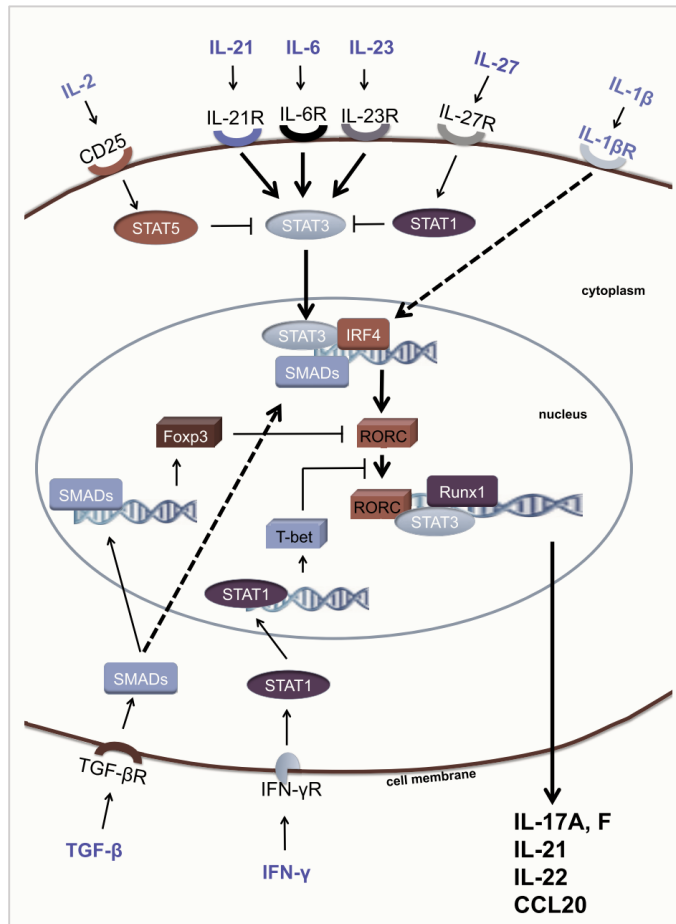 IL-21
IL-6
IL-23
IL-2
IL-27
IL-1β
IL-21R
IL-6R
IL-23R
IL-27R
IL-1βR
CD25
STAT5
STAT3
STAT1
cytoplasm
STAT3
IRF4
SMADs
nucleus
Foxp3
RORC
SMADs
RORC
Runx1
STAT3
T-bet
STAT1
SMADs
STAT1
TGF-βR
IFN-γR
cell membrane
TGF-β
IFN-γ
IL-17A, F
IL-21
IL-22
CCL20